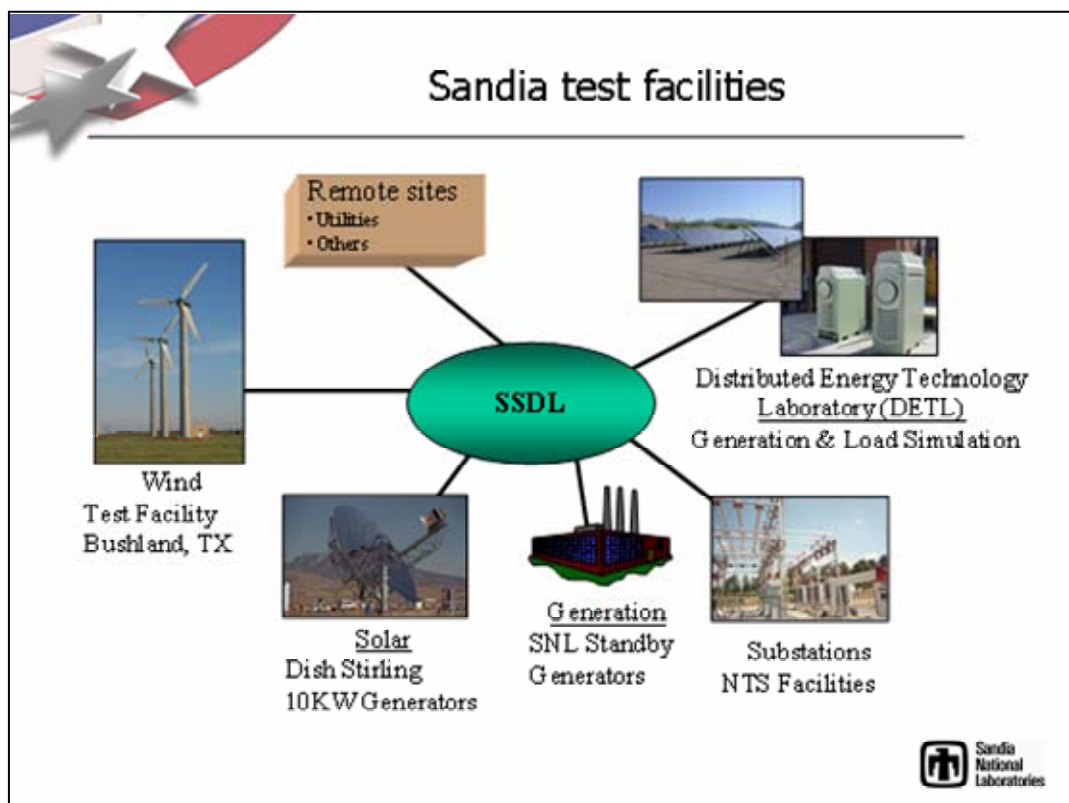 Sandia test facilities
Remote sites
• Utilities
• Others
SSDL
Distributed Energy Technology
Laboratory (DETL)
Generation & Load Simulation
Wind
Test Facility
Bushland, TX
Solar
Dish Stirling
10KW Generators
Generation
SNL Standby
Generators
Substations
NTS Facilities
Sandia
National
Laboratories